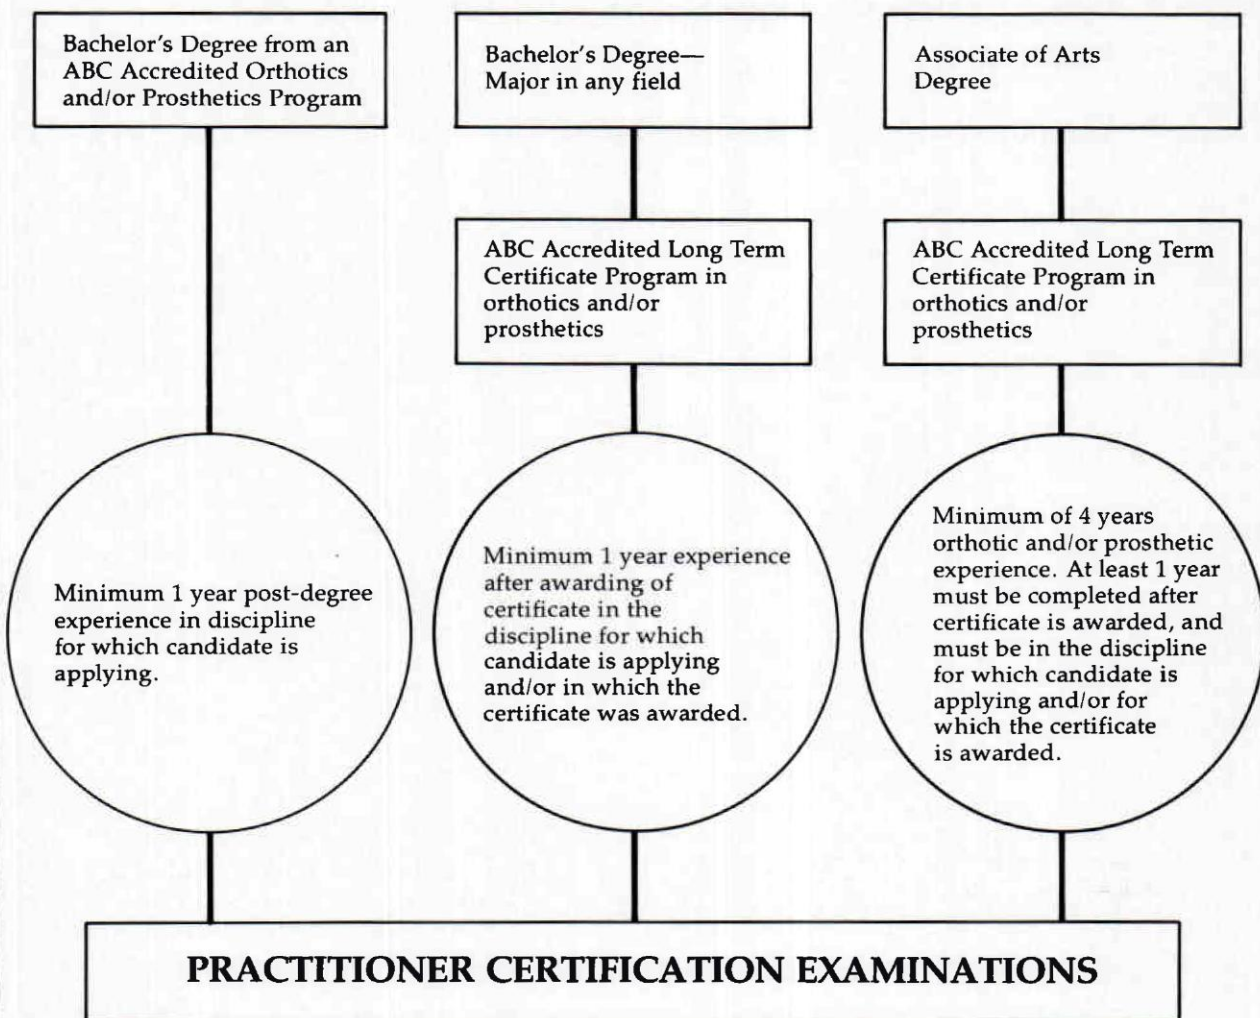 Bachelor's Degree from an
ABC Accredited Orthotics
and/or Prosthetics Program
Bachelor's Degree—
Major in any field
Associate of Arts
Degree
ABC Accredited Long Term
Certificate Program in
orthotics and/or
prosthetics
ABC Accredited Long Term
Certificate Program in
orthotics and/or
prosthetics
Minimum 1 year post-degree
experience in discipline
for which candidate is
applying.
Minimum 1 year experience
after awarding of
certificate in the
discipline for which
candidate is applying
and/or in which the
certificate was awarded.
Minimum of 4 years
orthotic and/or prosthetic
experience. At least 1 year
must be completed after
certificate is awarded, and
must be in the discipline
for which candidate is
applying and/or for
which the certificate
is awarded.
PRACTITIONER CERTIFICATION EXAMINATIONS